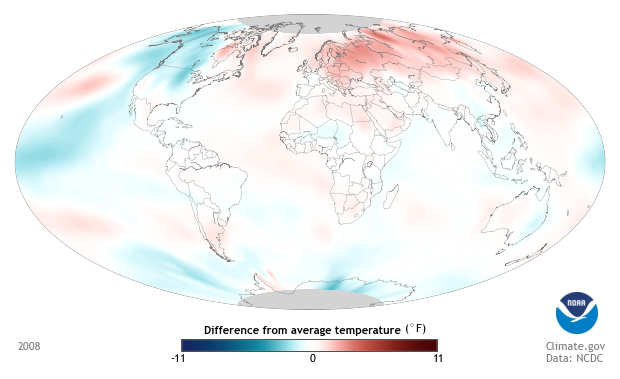 Difference from average temperature (°F)
-11 0 11
2008
NOAA
Climate.gov
Data: NCDC